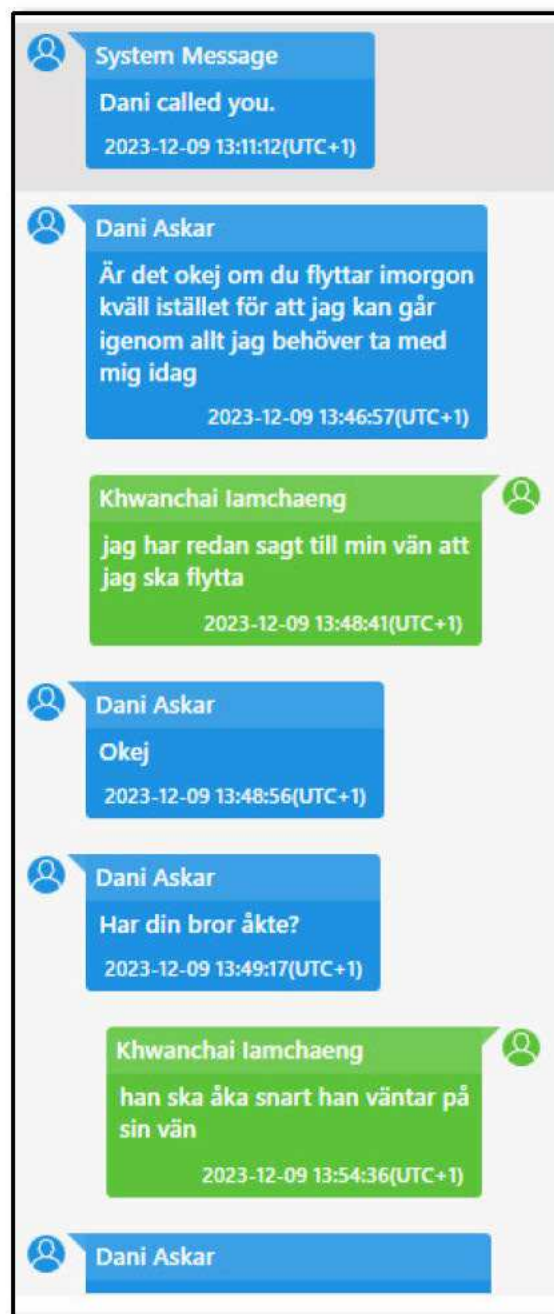 System Message
Dani called you.
2023-12-09 13:11:12(UTC+1)
Dani Askar
Är det okej om du flyttar imorgon
kväll istället för att jag kan går
igenom allt jag behöver ta med
mig idag
2023-12-09 13:46:57(UTC+1)
Khwanchai Iamchaeng
jag har redan sagt till min vän att
jag ska flytta
2023-12-09 13:48:41(UTC+1)
Dani Askar
Okej
2023-12-09 13:48:56(UTC+1)
Dani Askar
Har din bror åkte?
2023-12-09 13:49:17(UTC+1)
Khwanchai Iamchaeng
han ska åka snart han väntar på
sin vän
2023-12-09 13:54:36(UTC+1)
Dani Askar